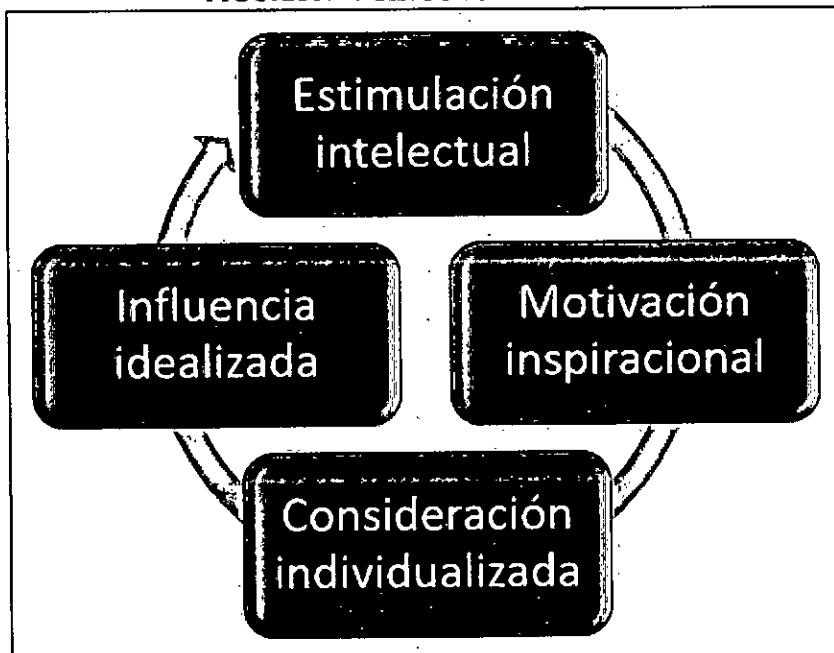 Estimulación
intelectual
Motivación
inspiracional
Consideración
individualizada
Influencia
idealizada